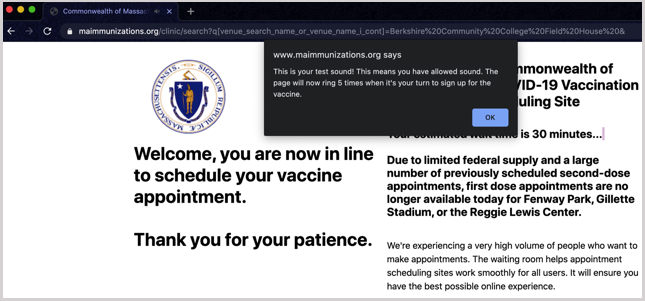 Commonwealth of Massa
maimmunizations.org/clinic/search?q[venue_search_name_or_venue_name_i_cont]=Berkshire%20Community%20College%20Field%20House%20&
www.maimmunizations.org says
This is your test sound! This means you have allowed sound. The
page will now ring 5 times when it's your turn to sign up for the
vaccine.
OK
MASSACHUSETTENSIS. SIGILLUM REIPUBLICÆ
Welcome, you are now in line
to schedule your vaccine
appointment.
Thank you for your patience.
mmonwealth of
VID-19 Vaccination
uling Site
Your estimated wait time is 30 minutes...
Due to limited federal supply and a large
number of previously scheduled second-dose
appointments, first dose appointments are no
longer available today for Fenway Park, Gillette
Stadium, or the Reggie Lewis Center.
We're experiencing a very high volume of people who want to
make appointments. The waiting room helps appointment
scheduling sites work smoothly for all users. It will ensure you
have the best possible online experience.